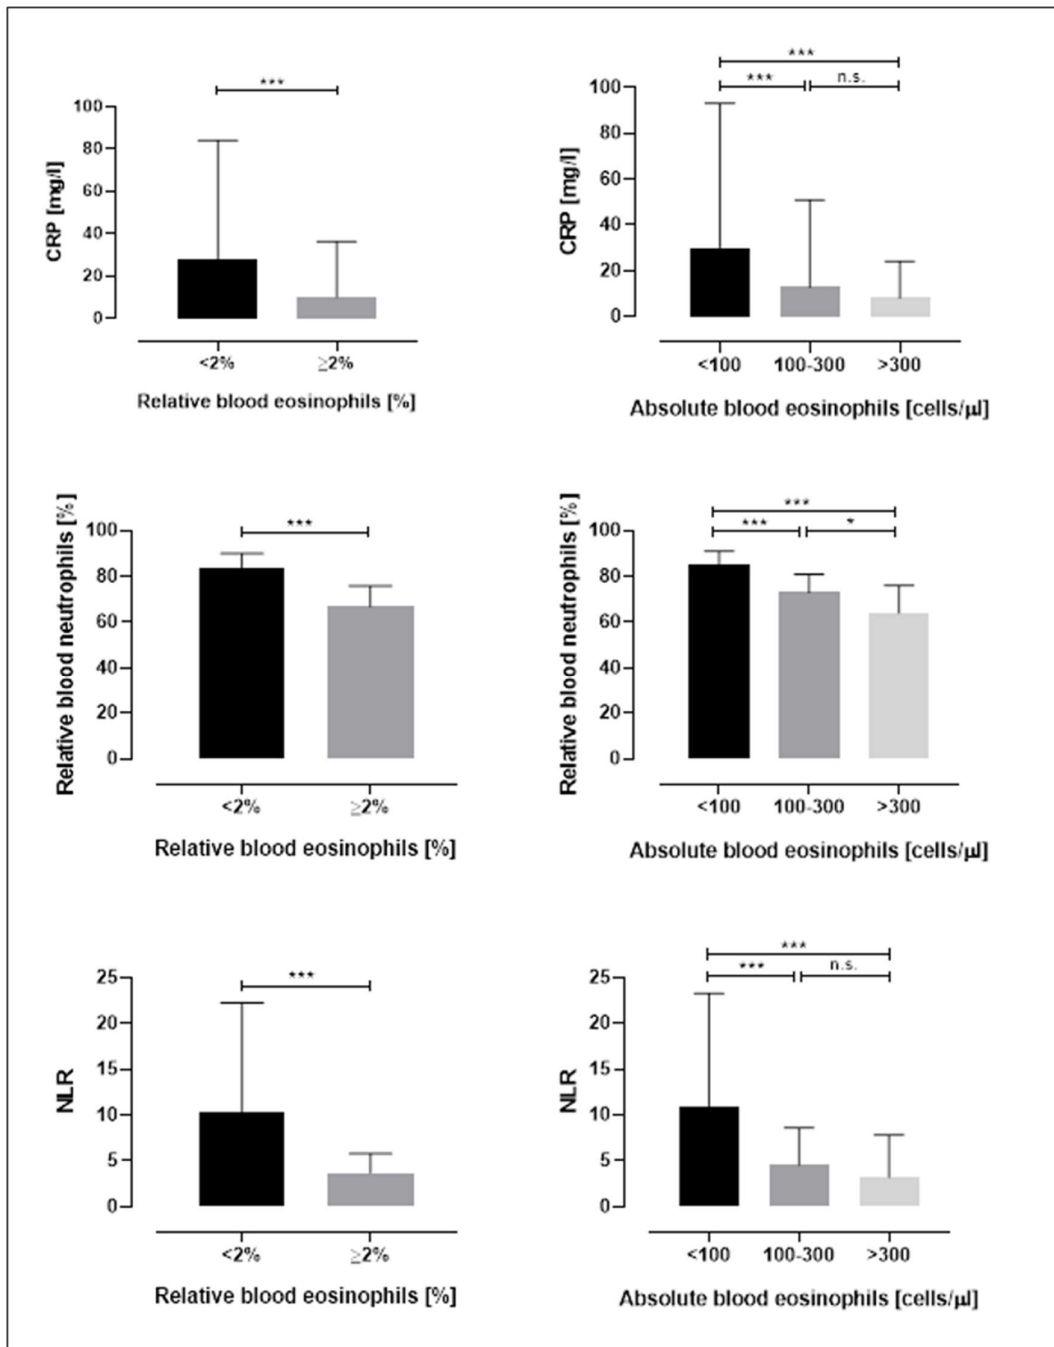 ***
CRP [mg/l]
100
80
60
40
20
0
<2% ≥2%
Relative blood eosinophils [%]
***
*** n.s.
CRP [mg/l]
100
80
60
40
20
0
<100 100-300 >300
Absolute blood eosinophils [cells/µl]
***
Relative blood neutrophils [%]
100
80
60
40
20
0
<2% ≥2%
Relative blood eosinophils [%]
***
*** *
Relative blood neutrophils [%]
100
80
60
40
20
0
<100 100-300 >300
Absolute blood eosinophils [cells/µl]
***
NLR
25
20
15
10
5
0
<2% ≥2%
Relative blood eosinophils [%]
***
*** n.s.
NLR
25
20
15
10
5
0
<100 100-300 >300
Absolute blood eosinophils [cells/µl]